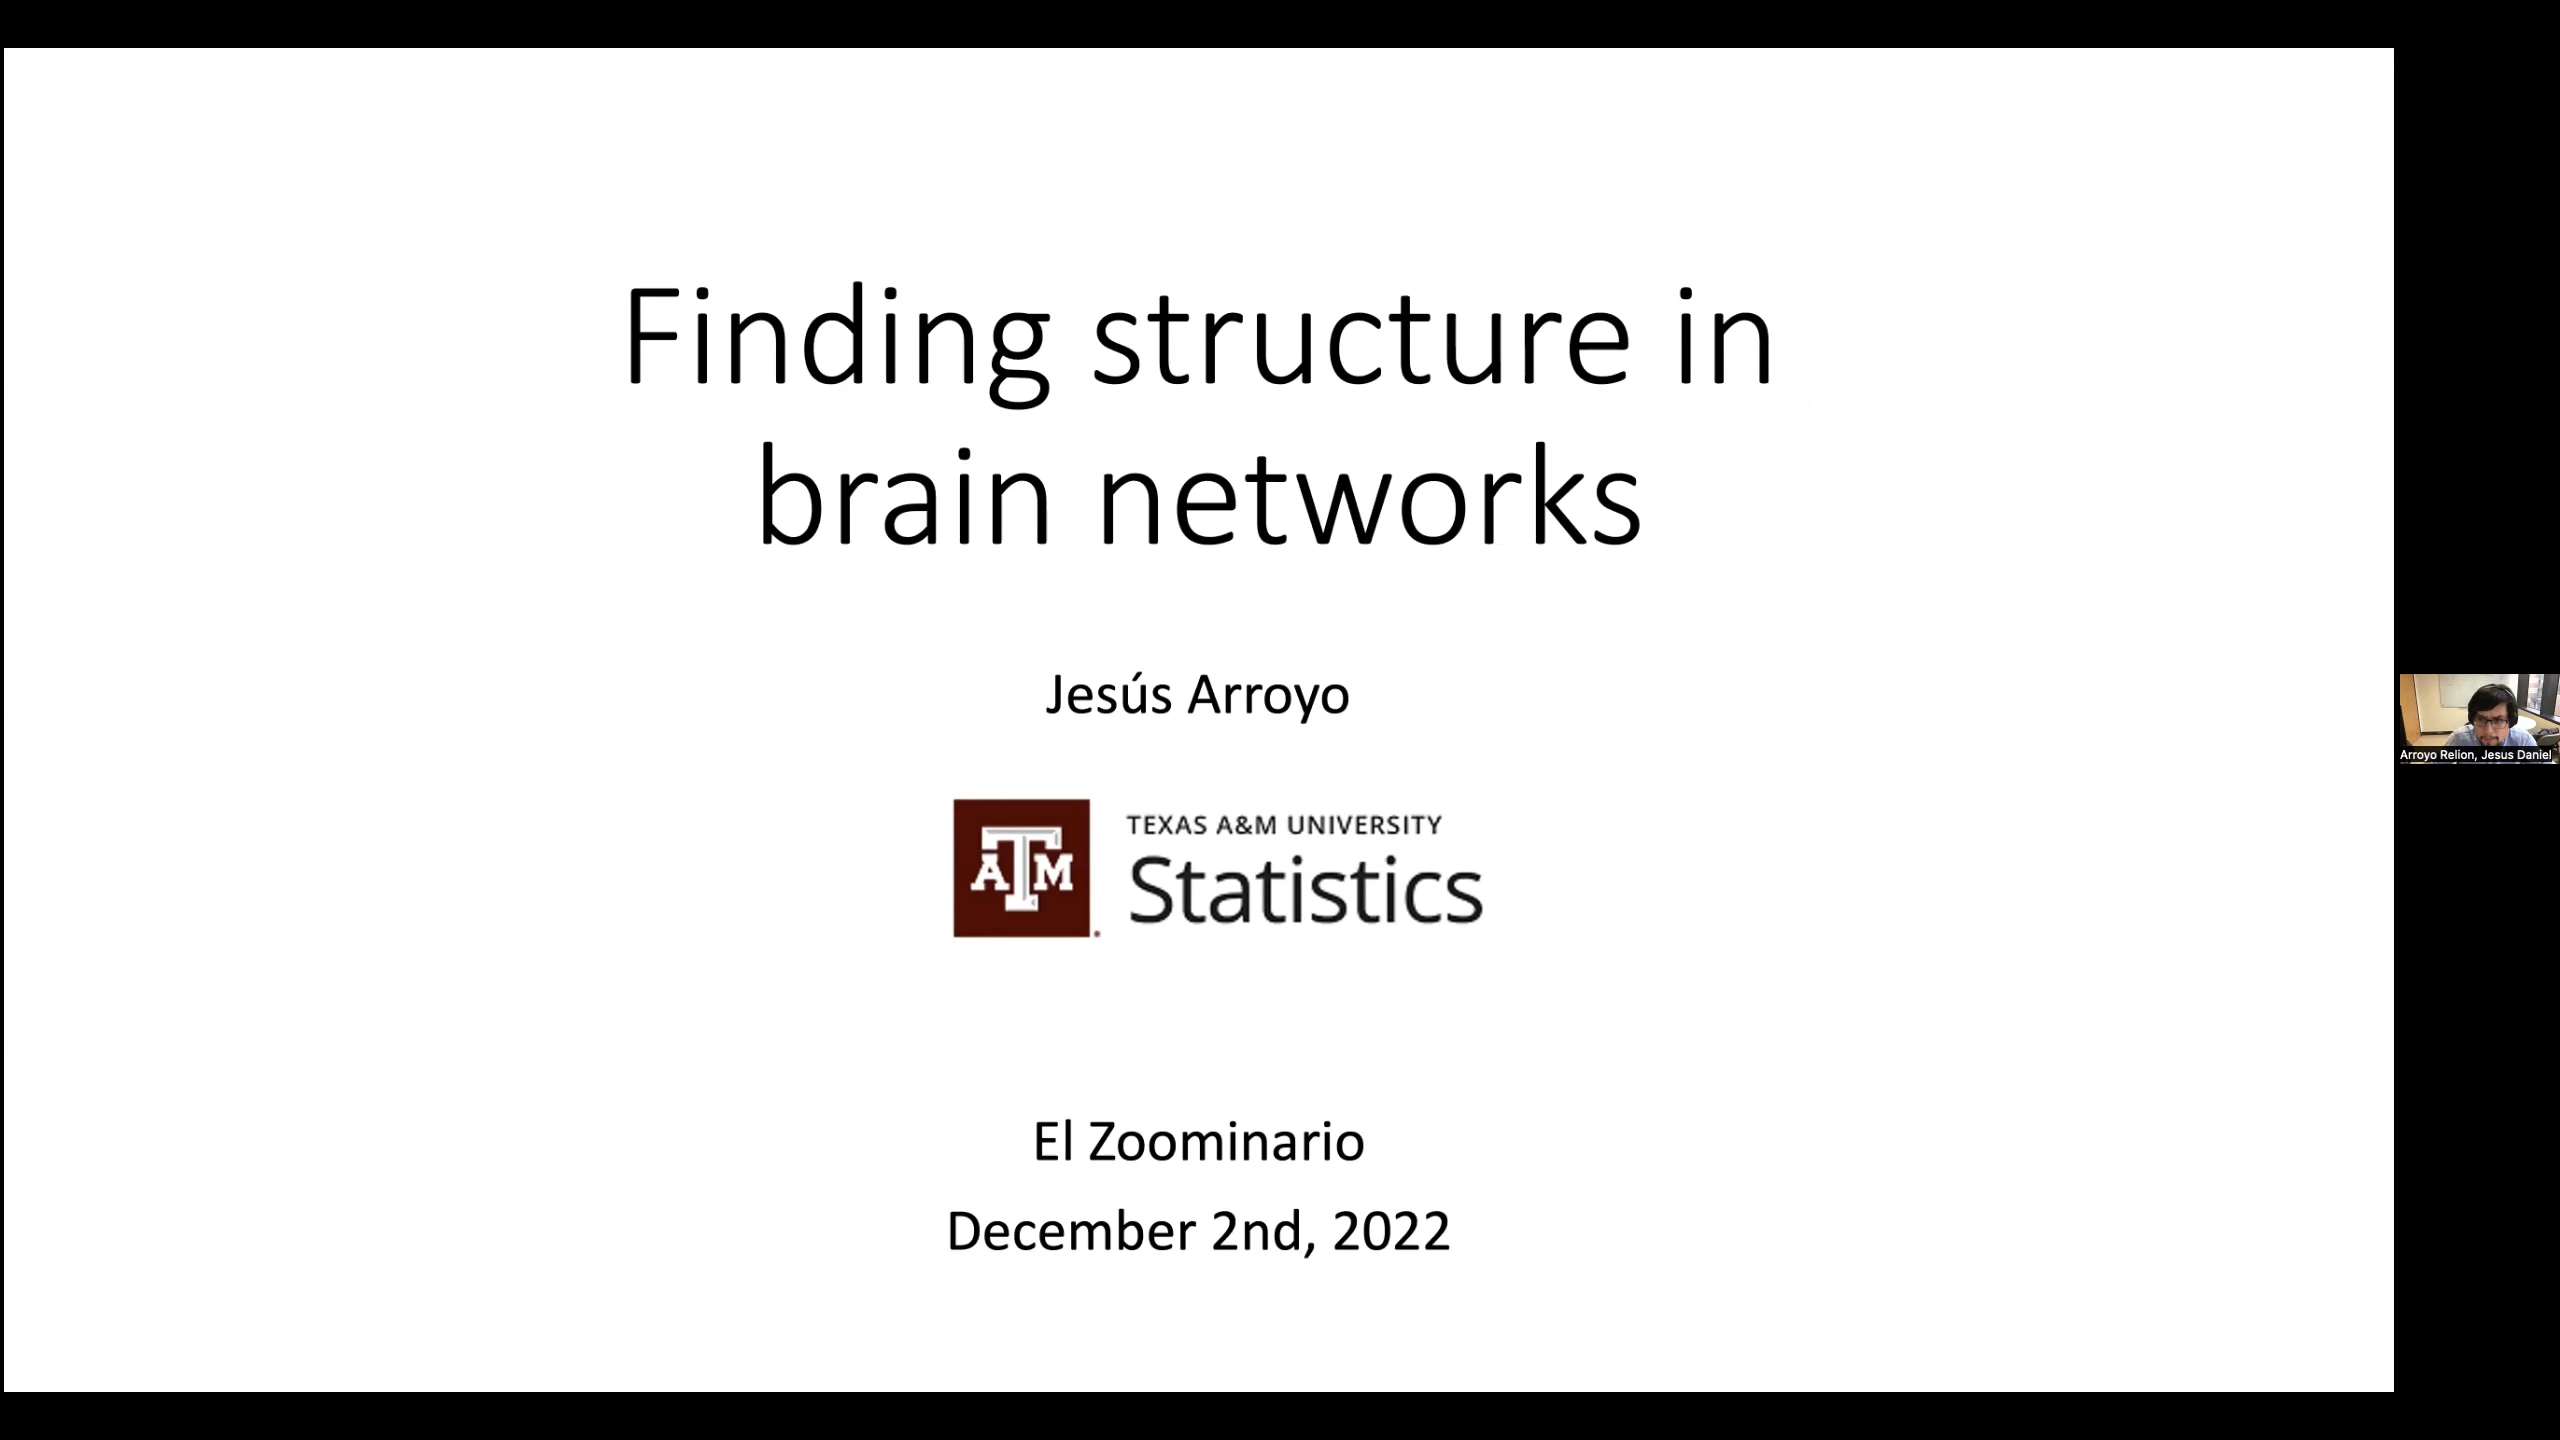 Finding structure in
brain networks
Jesús Arroyo
ATM
TEXAS A&M UNIVERSITY
Statistics
El Zoominario
December 2nd, 2022
Arroyo Relion, Jesus Daniel